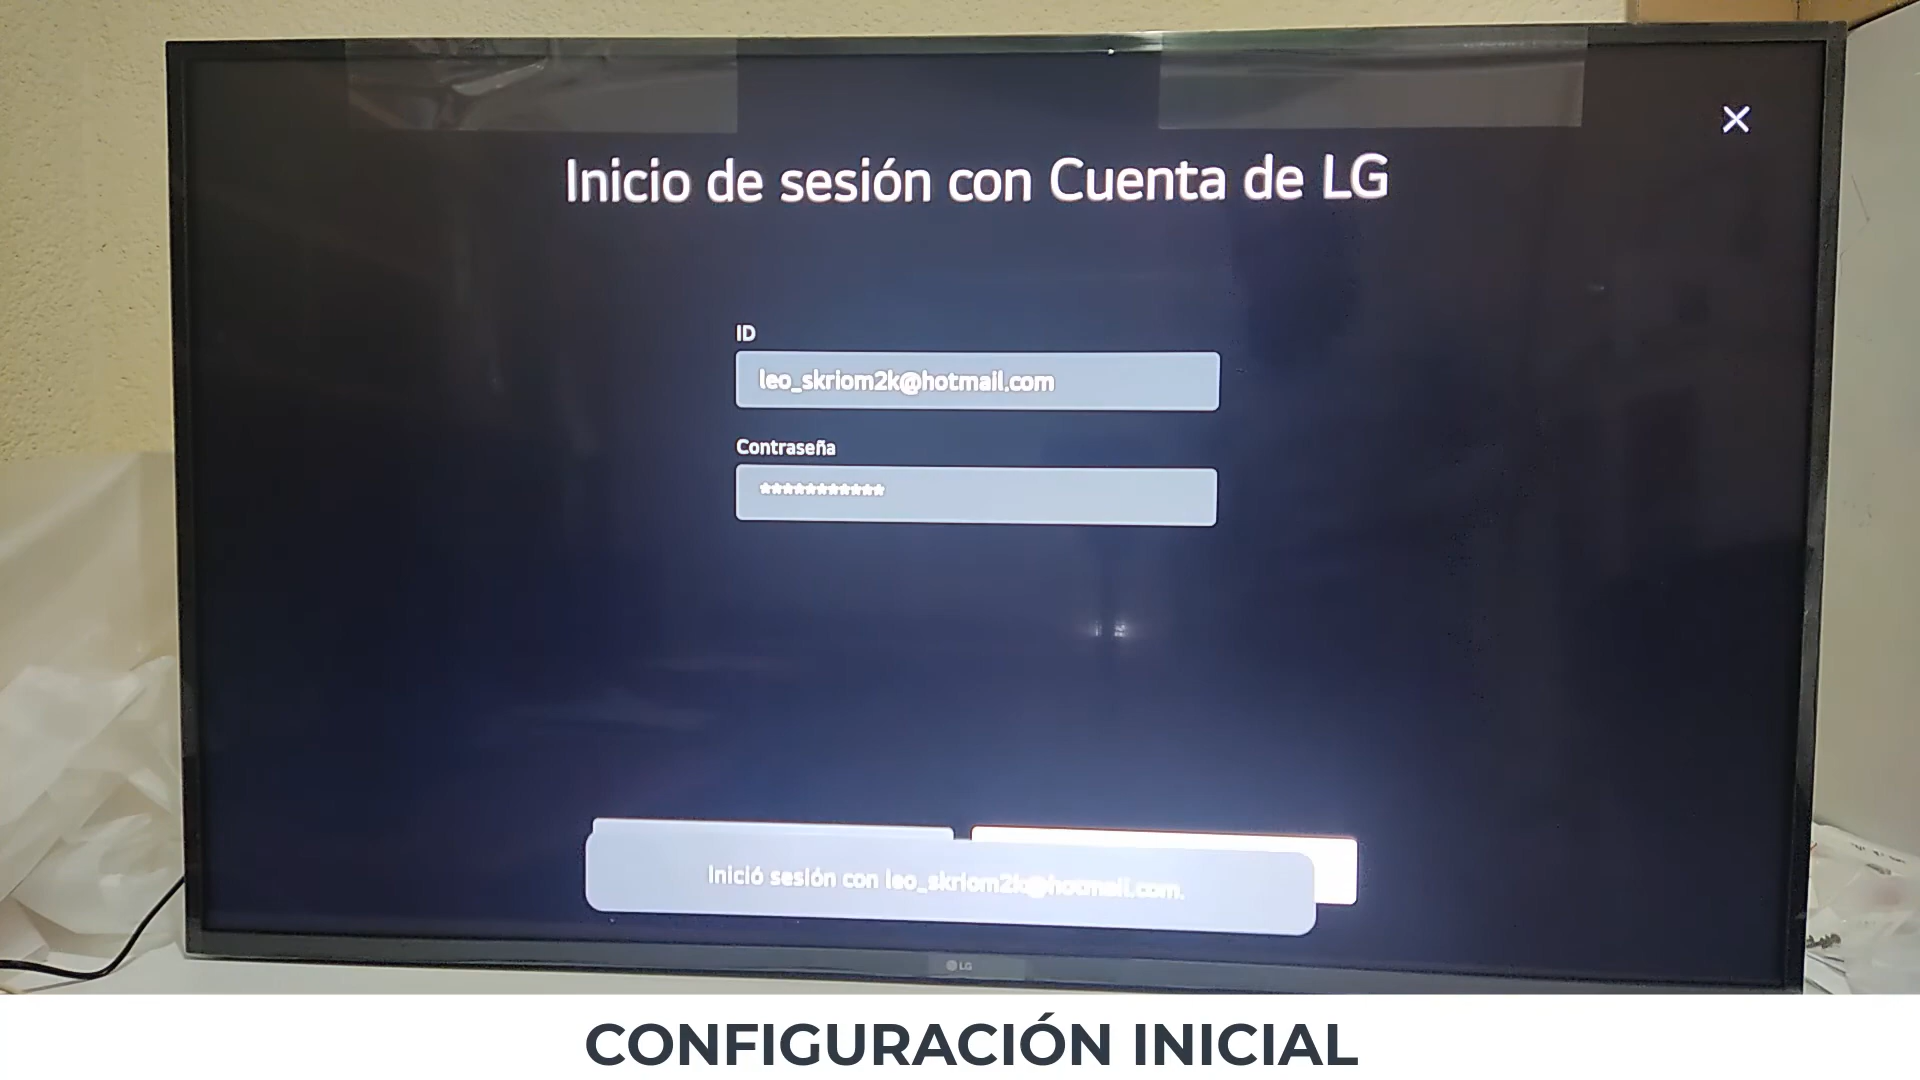 Inicio de sesión con Cuenta de LG
ID
leo_skriom2k@hotmail.com
Contraseña
***********
Inició sesión con leo_skriom2k@hotmail.com.
LG
CONFIGURACIÓN INICIAL